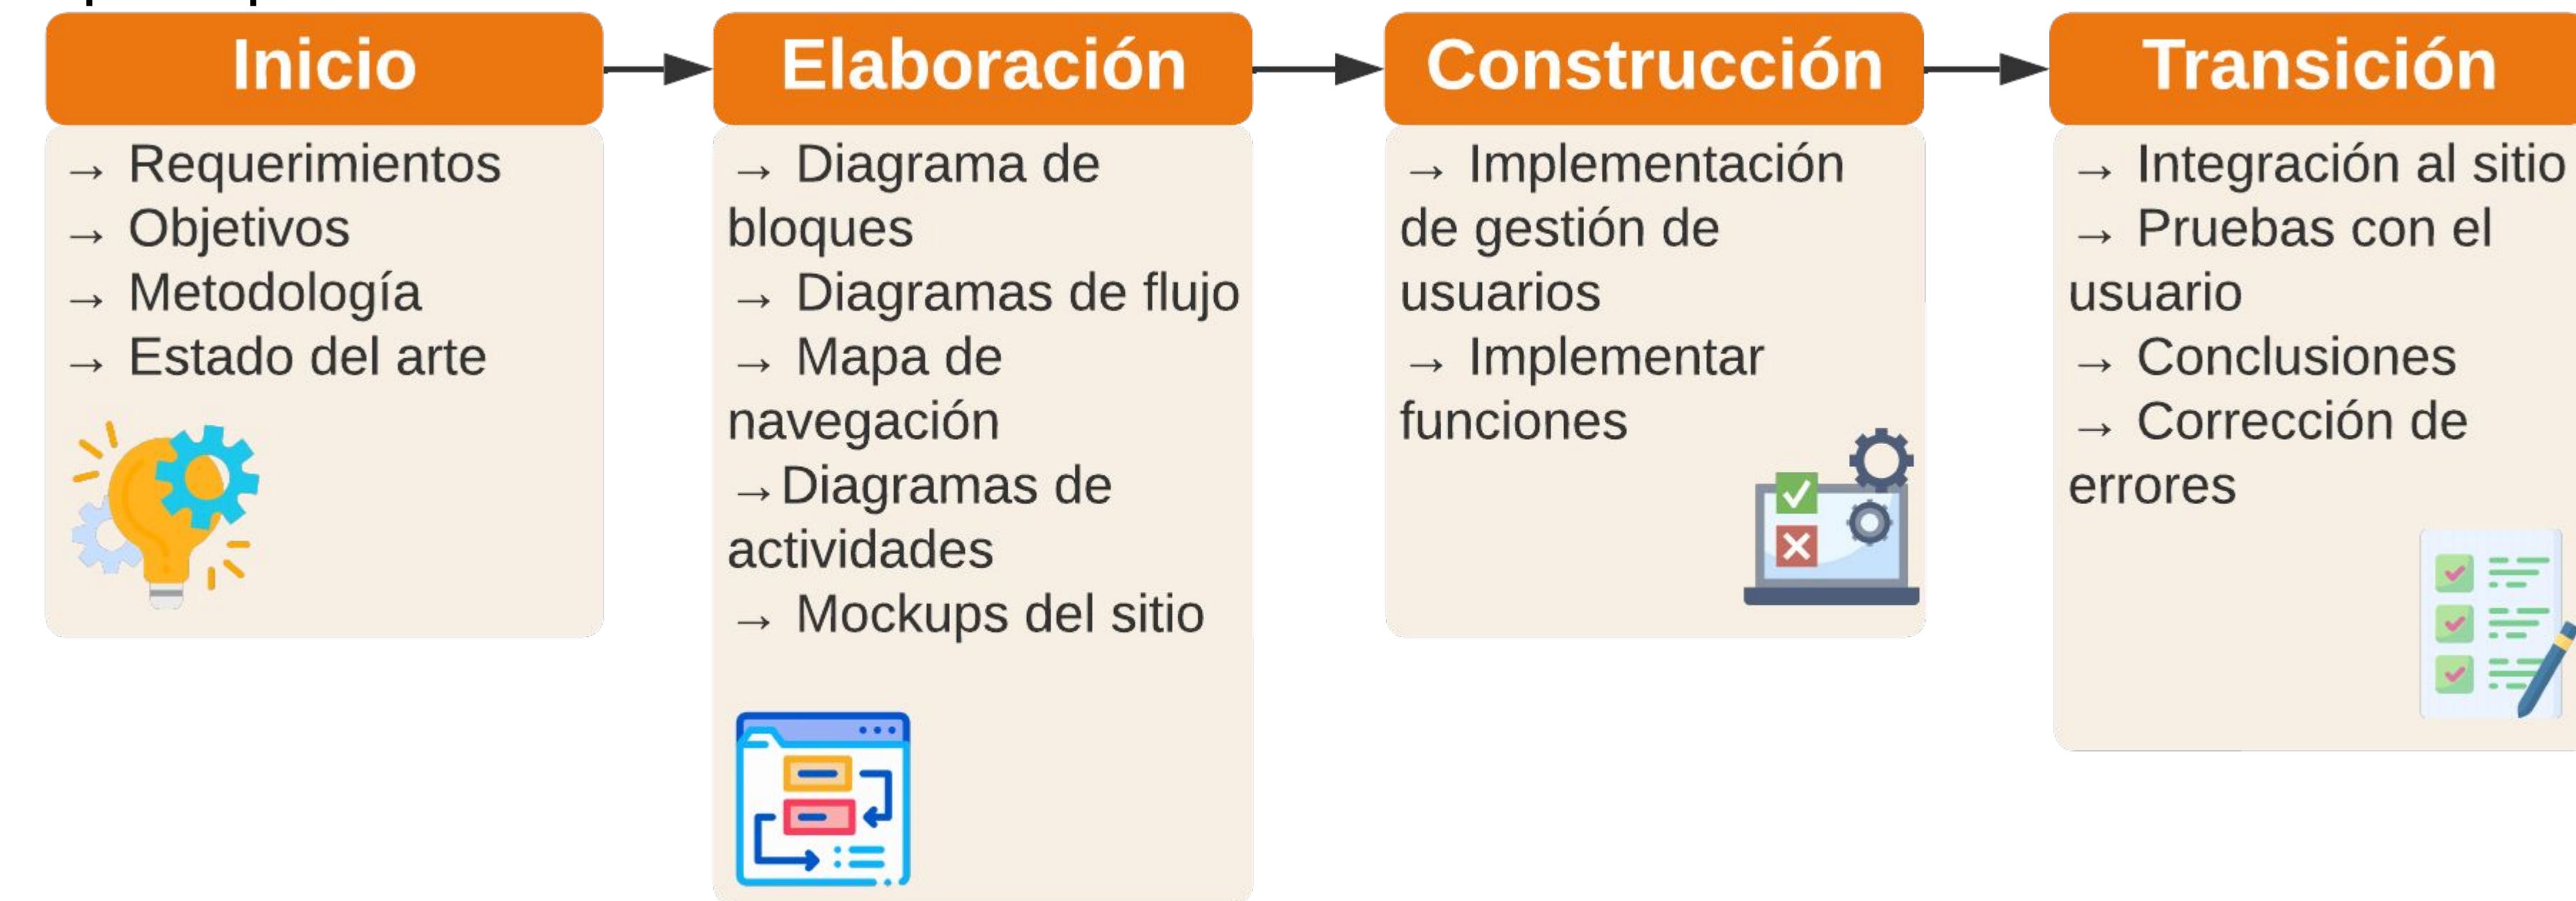 Inicio
→ Requerimientos
→ Objetivos
→ Metodología
→ Estado del arte
Elaboración
→ Diagrama de
bloques
→ Diagramas de flujo
→ Mapa de
navegación
→Diagramas de
actividades
→ Mockups del sitio
Construcción
→ Implementación
de gestión de
usuarios
→ Implementar
funciones
Transición
→ Integración al sitio
→ Pruebas con el
usuario
→ Conclusiones
→ Corrección de
errores